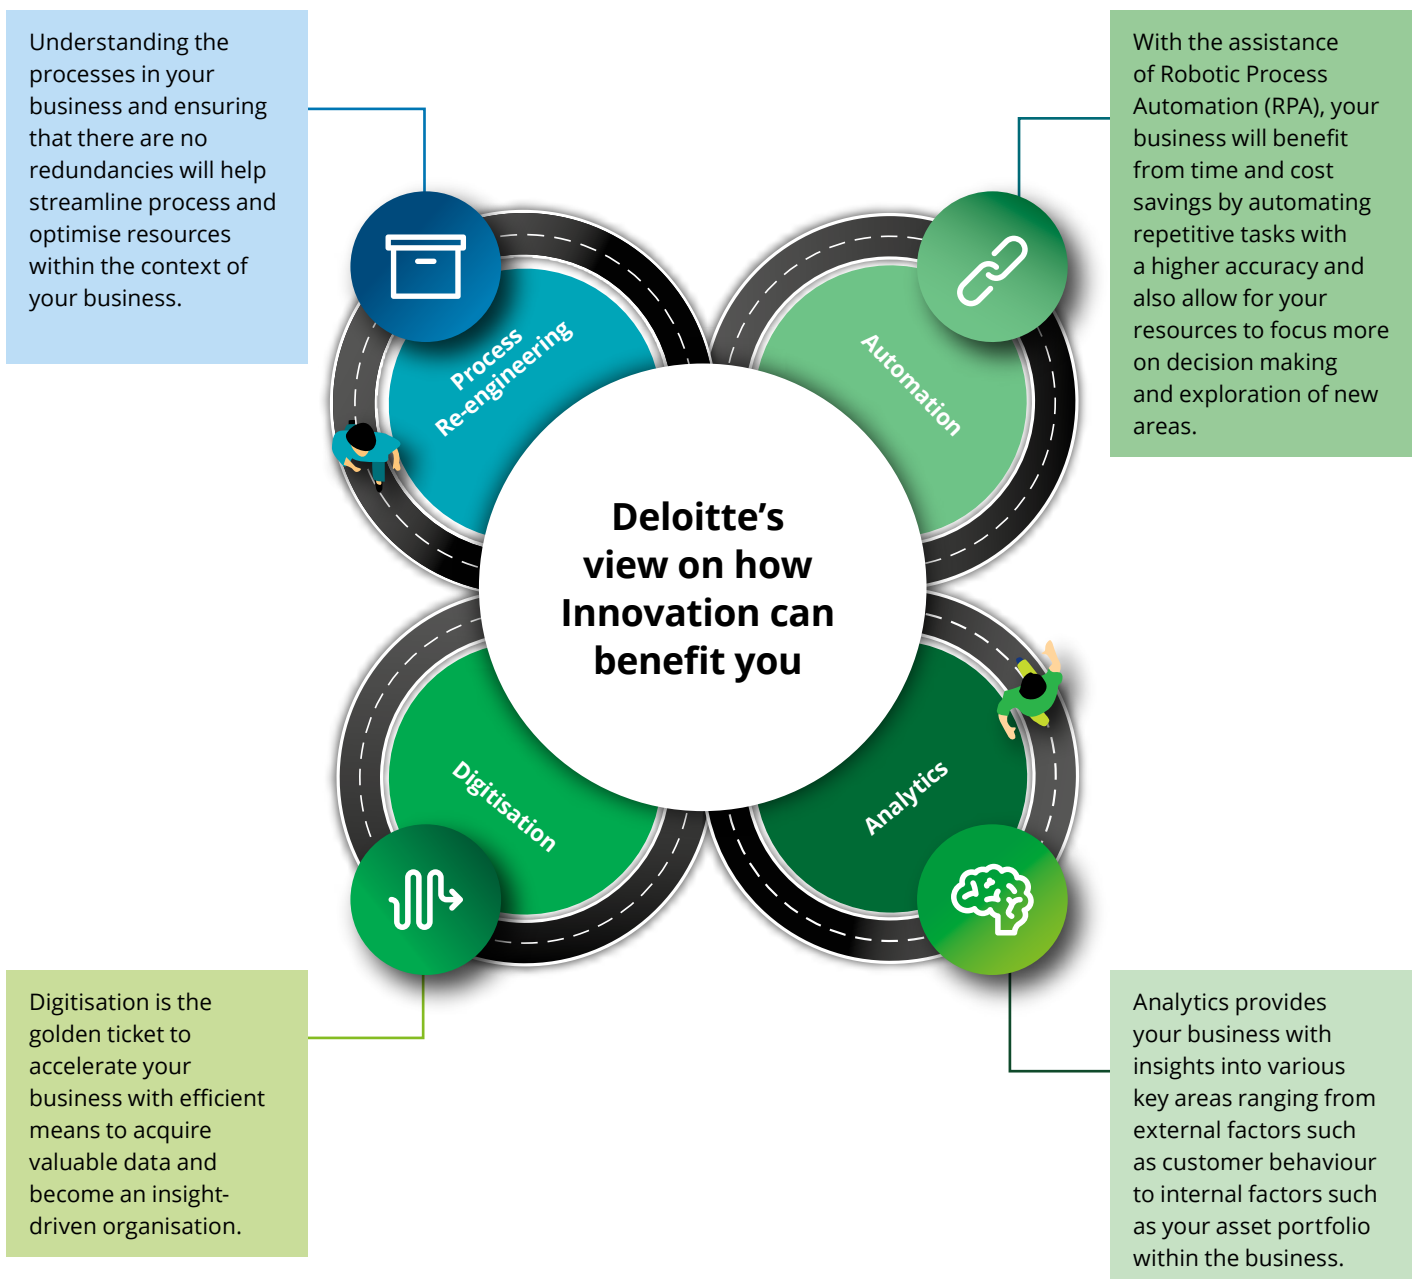 Understanding the
processes in your
business and ensuring
that there are no
redundancies will help
streamline process and
optimise resources
within the context of
your business.
With the assistance
of Robotic Process
Automation (RPA), your
business will benefit
from time and cost
savings by automating
repetitive tasks with
a higher accuracy and
also allow for your
resources to focus more
on decision making
and exploration of new
areas.
Process
Re-engineering
Automation
Deloitte’s
view on how
Innovation can
benefit you
Digitisation
Analytics
Digitisation is the
golden ticket to
accelerate your
business with efficient
means to acquire
valuable data and
become an insight-
driven organisation.
Analytics provides
your business with
insights into various
key areas ranging from
external factors such
as customer behaviour
to internal factors such
as your asset portfolio
within the business.